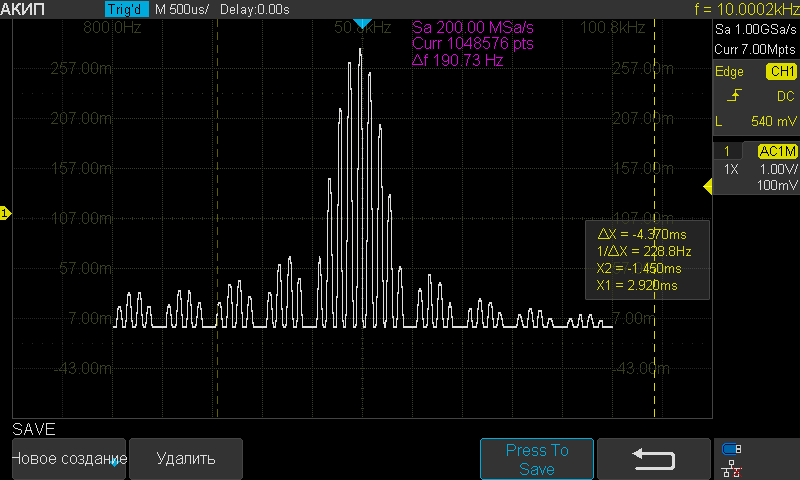 АКИП Trig'd M 500us/ Delay:0.00s f = 10.0002kHz
800.0Hz 50.8kHz 100.8kHz
Sa 200.00 MSa/s
Curr 1048576 pts
Δf 190.73 Hz
Sa 1.00GSa/s
Curr 7.00Mpts
Edge CH1
DC
L 540 mV
1 AC1M
1X 1.00V/
100mV
257.00m 257.00m
207.00m 207.00m
157.00m 157.00m
107.00m 107.00m
57.00m 57.00m
7.00m 7.00m
-43.00m -43.00m
1
ΔX = -4.370ms
1/ΔX = 228.8Hz
X2 = -1.450ms
X1 = 2.920ms
SAVE
Новое создание
Удалить
Press To
Save